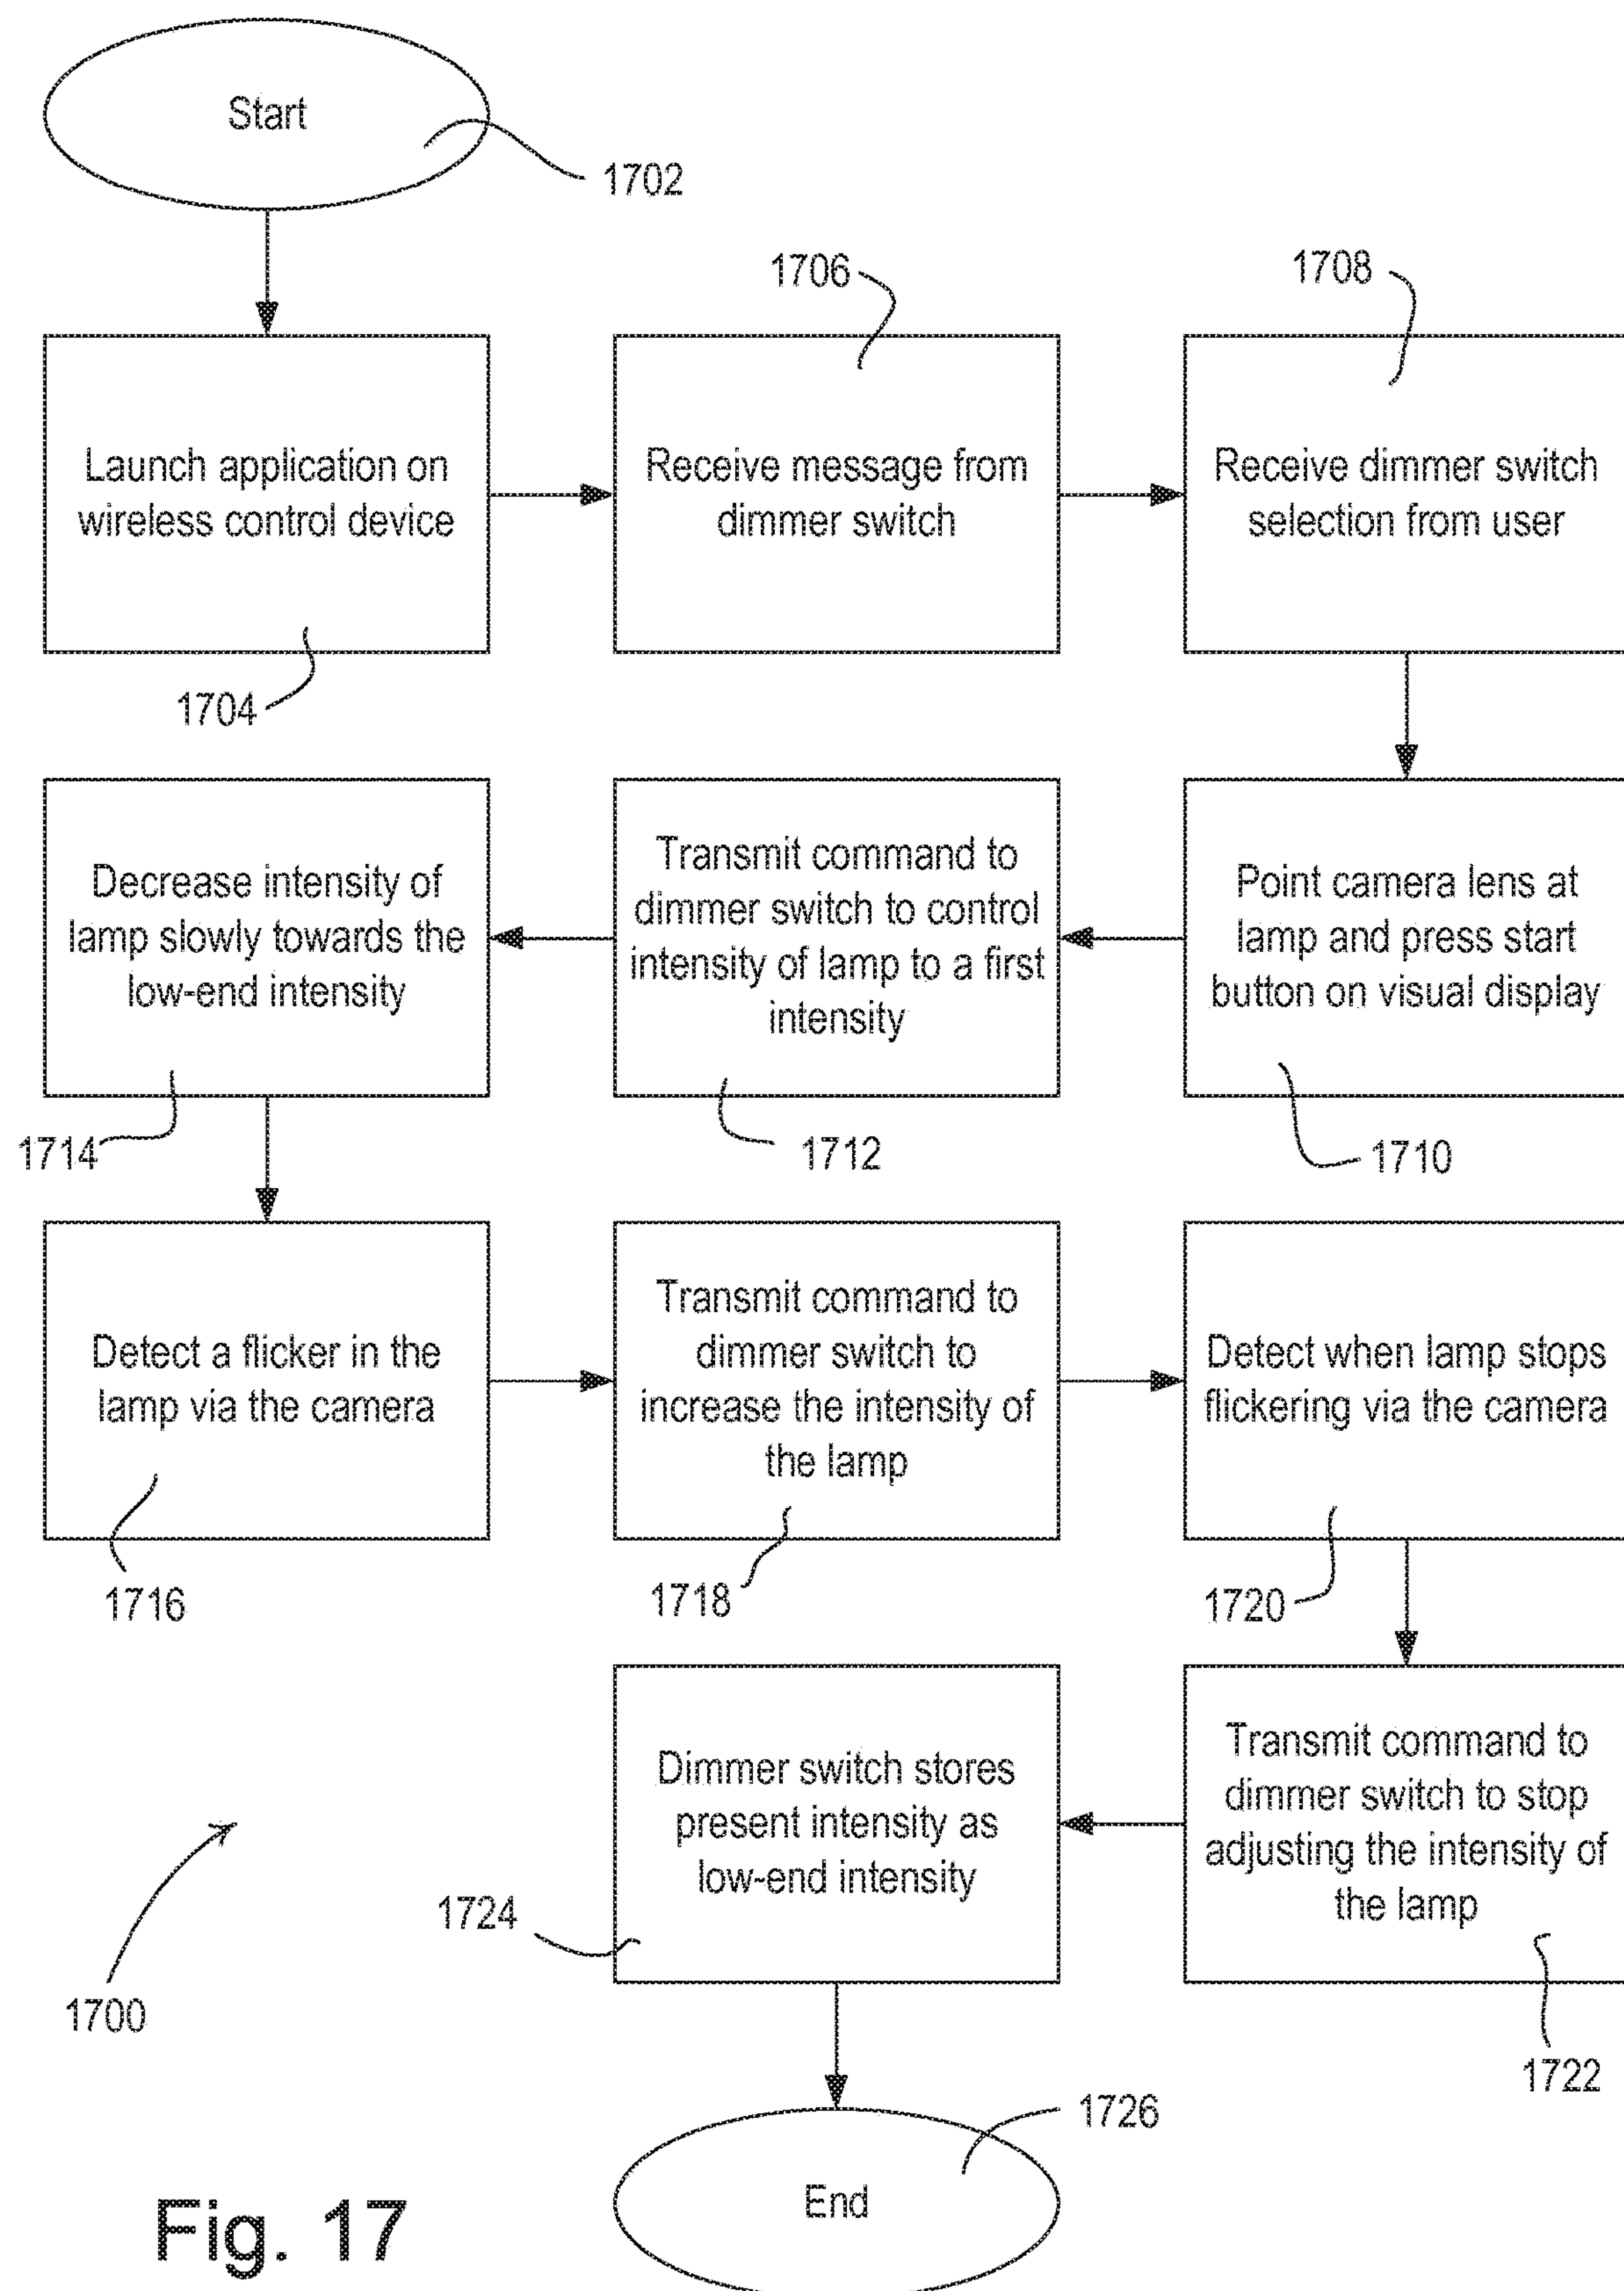 Start
1702
1706
1708
Launch application on
wireless control device
1704
Receive message from
dimmer switch
Receive dimmer switch
selection from user
Point camera lens at
lamp and press start
button on visual display
1710
Transmit command to
dimmer switch to control
intensity of lamp to a first
intensity
1712
Decrease intensity of
lamp slowly towards the
low-end intensity
1714
Detect a flicker in the
lamp via the camera
1716
Transmit command to
dimmer switch to
increase the intensity of
the lamp
1718
Detect when lamp stops
flickering via the camera
1720
Transmit command to
dimmer switch to stop
adjusting the intensity of
the lamp
1722
Dimmer switch stores
present intensity as
low-end intensity
1724
1700
1726
End
Fig. 17